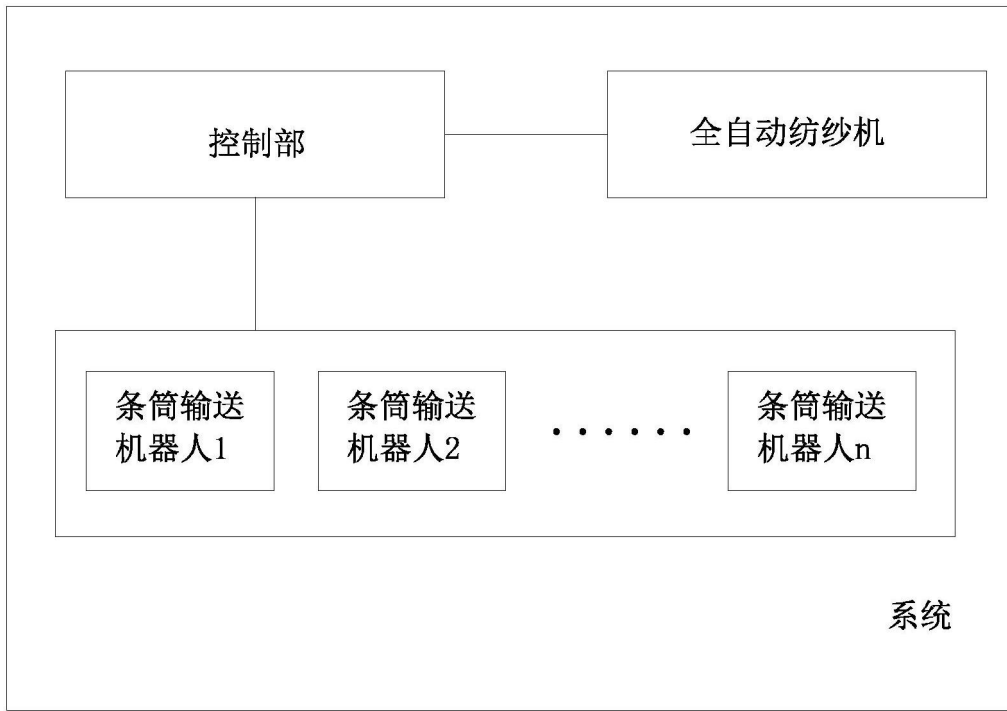 控制部
全自动纺纱机
条筒输送
机器人1
条筒输送
机器人2
······
条筒输送
机器人n
系统